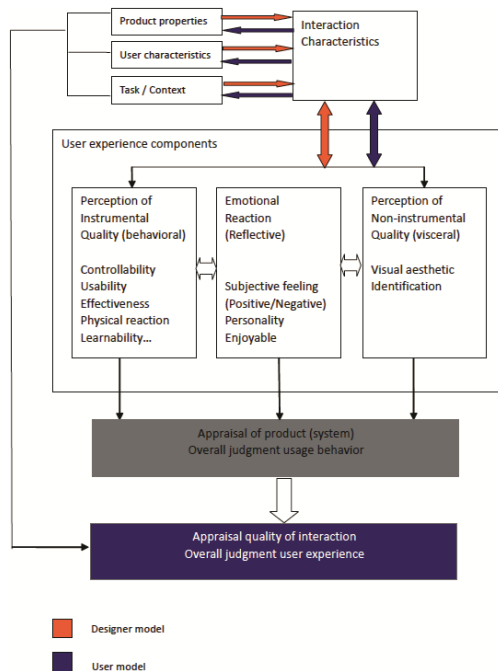 Product properties
User characteristics
Task / Context
Interaction
Characteristics
User experience components
Perception of
Instrumental
Quality (behavioral)
Controllability
Usability
Effectiveness
Physical reaction
Learnability...
Emotional
Reaction
(Reflective)
Subjective feeling
(Positive/Negative)
Personality
Enjoyable
Perception of
Non-instrumental
Quality (visceral)
Visual aesthetic
Identification
Appraisal of product (system)
Overall judgment usage behavior
Appraisal quality of interaction
Overall judgment user experience
Designer model
User model